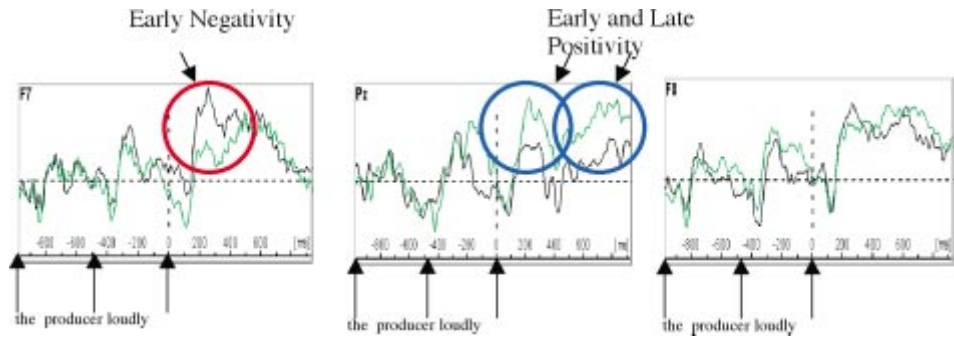 Early Negativity
Early and Late
Positivity
F7
Pz
F8
-800 -600 -400 -200 0 200 400 600 [ms]
-800 -600 -400 -200 0 200 400 600 [ms]
-800 -600 -400 -200 0 200 400 600 [ms]
the producer loudly
the producer loudly
the producer loudly